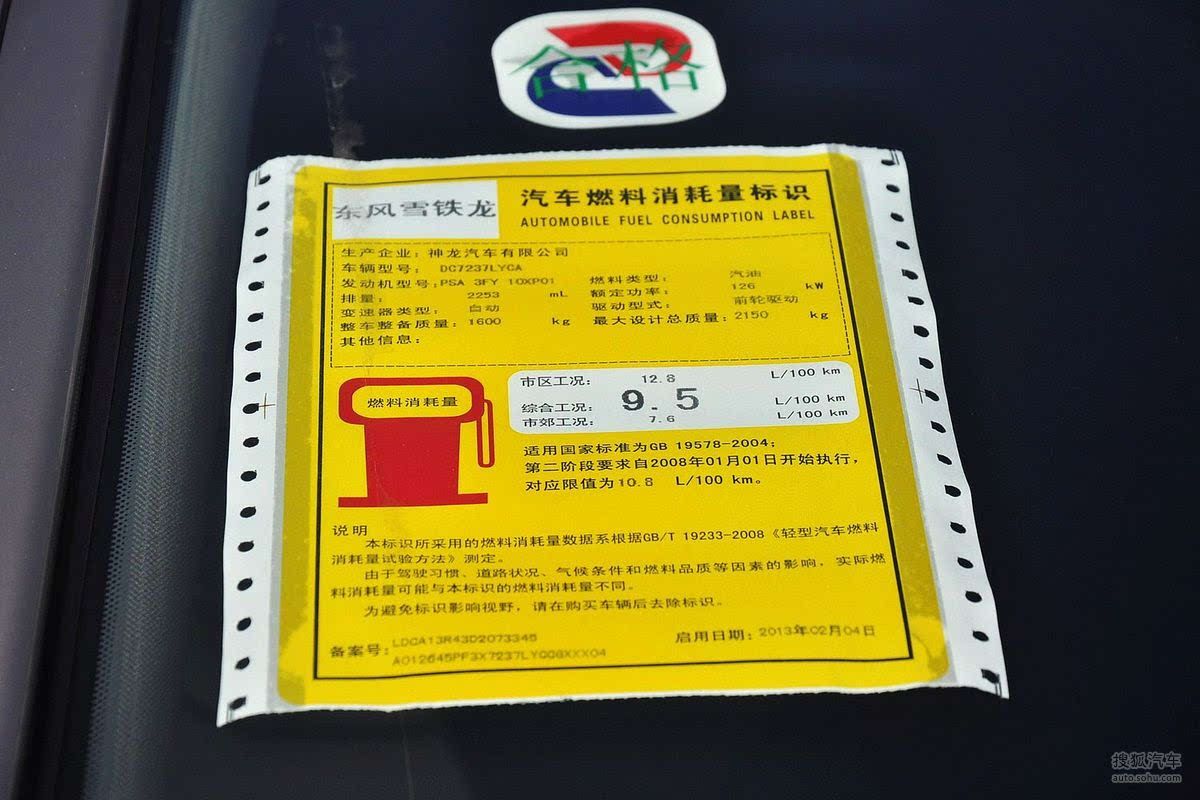 合格
东风雪铁龙
汽车燃料消耗量标识
AUTOMOBILE FUEL CONSUMPTION LABEL
生产企业：神龙汽车有限公司
车辆型号： DC7237LYCA
发动机型号：PSA 3FY 10XP01 燃料类型： 汽油
排量： 2253 mL 额定功率： 126 kW
变速器类型： 自动 驱动型式： 前轮驱动
整车整备质量：1600 kg 最大设计总质量：2150 kg
其他信息：
燃料消耗量
市区工况： 12.8 L/100 km
综合工况： 9.5 L/100 km
市郊工况： 7.6 L/100 km
适用国家标准为GB 19578-2004；
第二阶段要求自2008年01月01日开始执行，
对应限值为10.8 L/100 km。
说明
本标识所采用的燃料消耗量数据系根据GB/T 19233-2008《轻型汽车燃料
消耗量试验方法》测定。
由于驾驶习惯、道路状况、气候条件和燃料品质等因素的影响，实际燃
料消耗量可能与本标识的燃料消耗量不同。
为避免标识影响视野，请在购买车辆后去除标识。
备案号：LDCA13R43D2073345 启用日期：2013年02月04日
A012645PF3X7237LYC08XXX04
搜狐汽车
auto.sohu.com